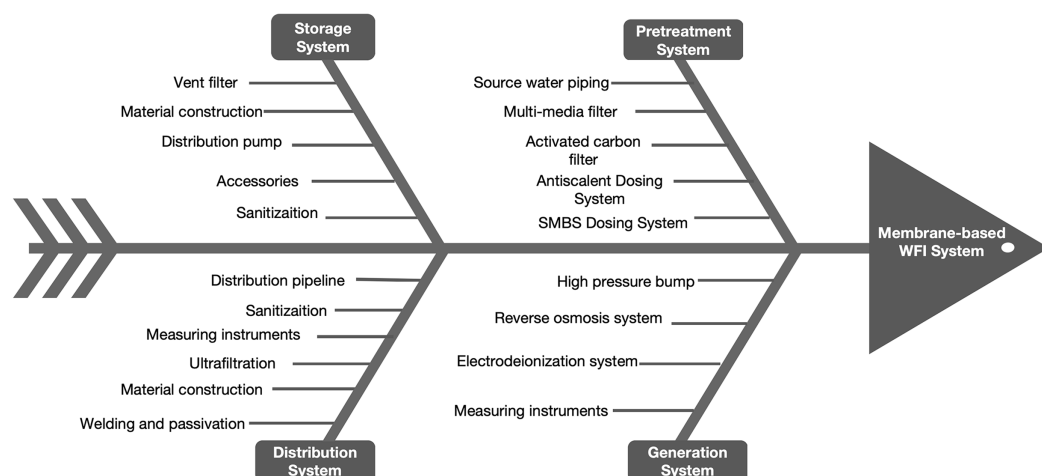 Storage
System
Vent filter
Material construction
Distribution pump
Accessories
Sanitizaition
Pretreatment
System
Source water piping
Multi-media filter
Activated carbon
filter
Antiscalent Dosing
System
SMBS Dosing System
Membrane-based
WFI System
Distribution pipeline
Sanitizaition
Measuring instruments
Ultrafiltration
Material construction
Welding and passivation
Distribution
System
High pressure bump
Reverse osmosis system
Electrodeionization system
Measuring instruments
Generation
System